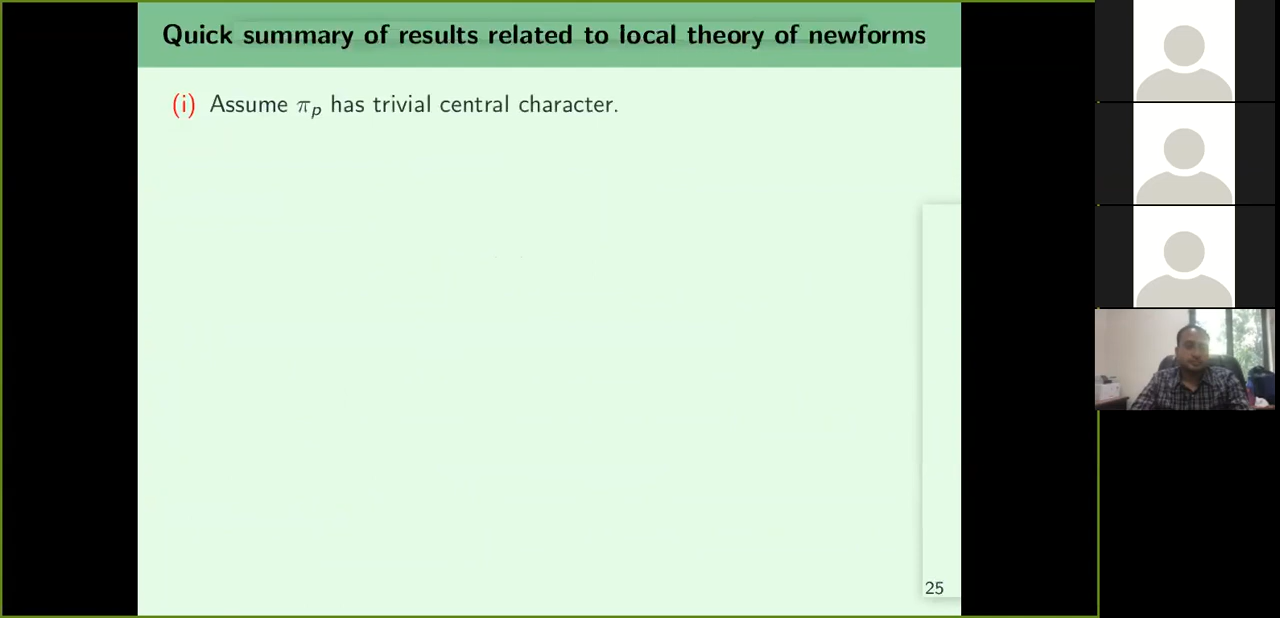 Quick summary of results related to local theory of newforms
(i) Assume πₚ has trivial central character.
25